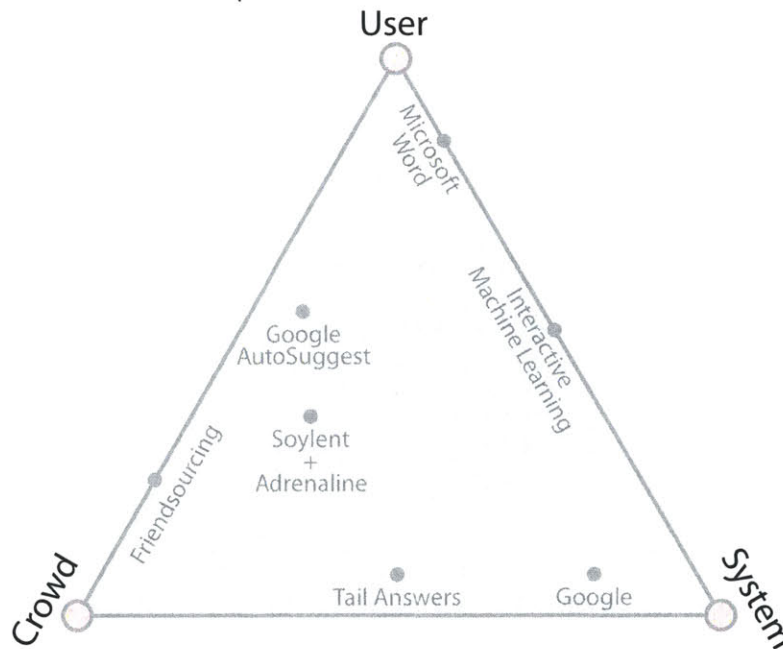 User
Microsoft
Word
Interactive
Machine Learning
Google
AutoSuggest
Soylent
+
Adrenaline
Friendsourcing
Tail Answers
Google
Crowd
System